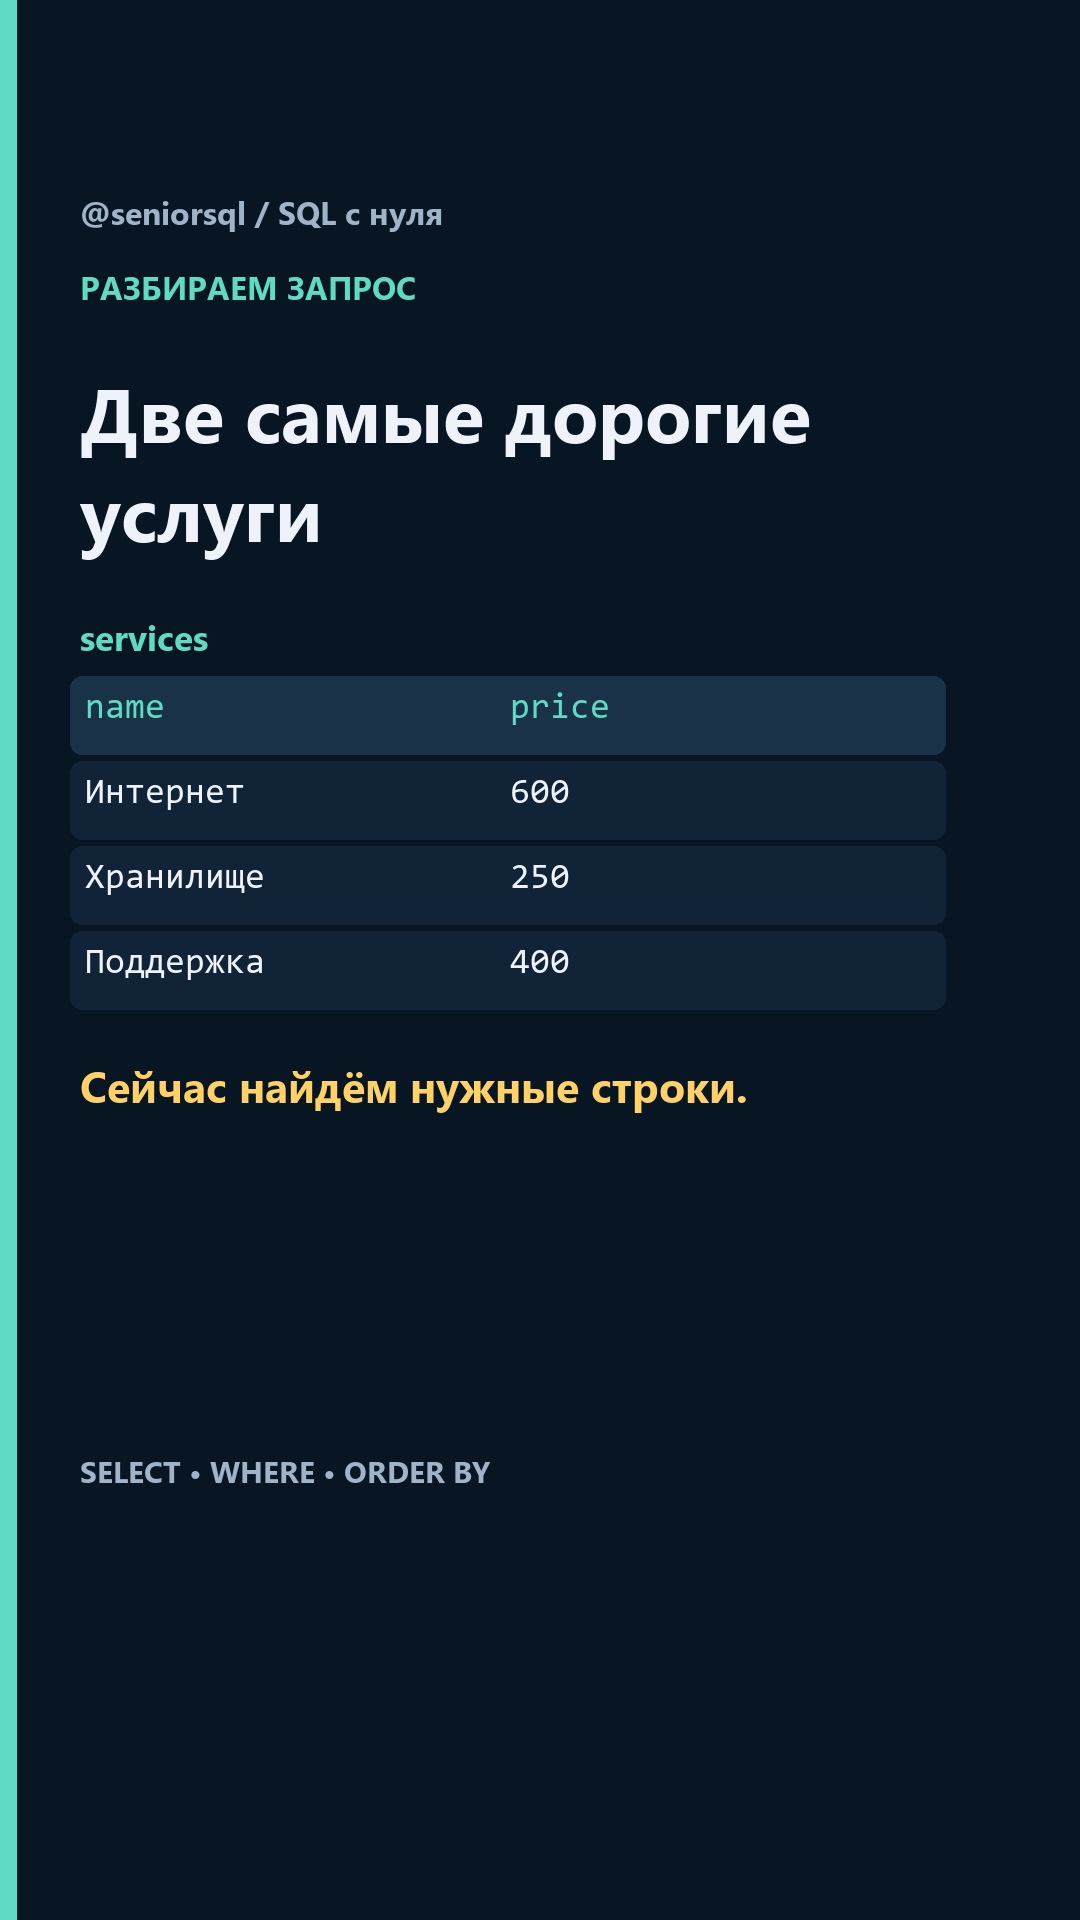 @seniorsql / SQL с нуля
РАЗБИРАЕМ ЗАПРОС
Две самые дорогие
услуги
services
name price
Интернет 600
Хранилище 250
Поддержка 400
Сейчас найдём нужные строки.
SELECT • WHERE • ORDER BY